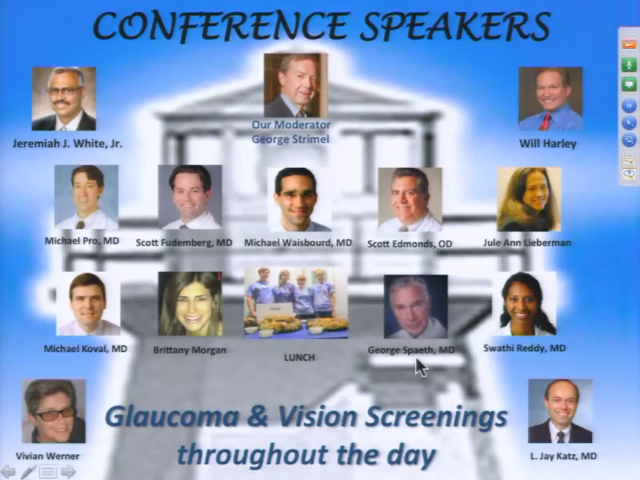 CONFERENCE SPEAKERS
Jeremiah J. White, Jr.
Our Moderator
George Strimel
Will Harley
Michael Pro, MD
Scott Fudemberg, MD
Michael Waisbourd, MD
Scott Edmonds, OD
Jule Ann Lieberman
Michael Koval, MD
Brittany Morgan
LUNCH
George Spaeth, MD
Swathi Reddy, MD
Vivian Werner
Glaucoma & Vision Screenings
throughout the day
L. Jay Katz, MD